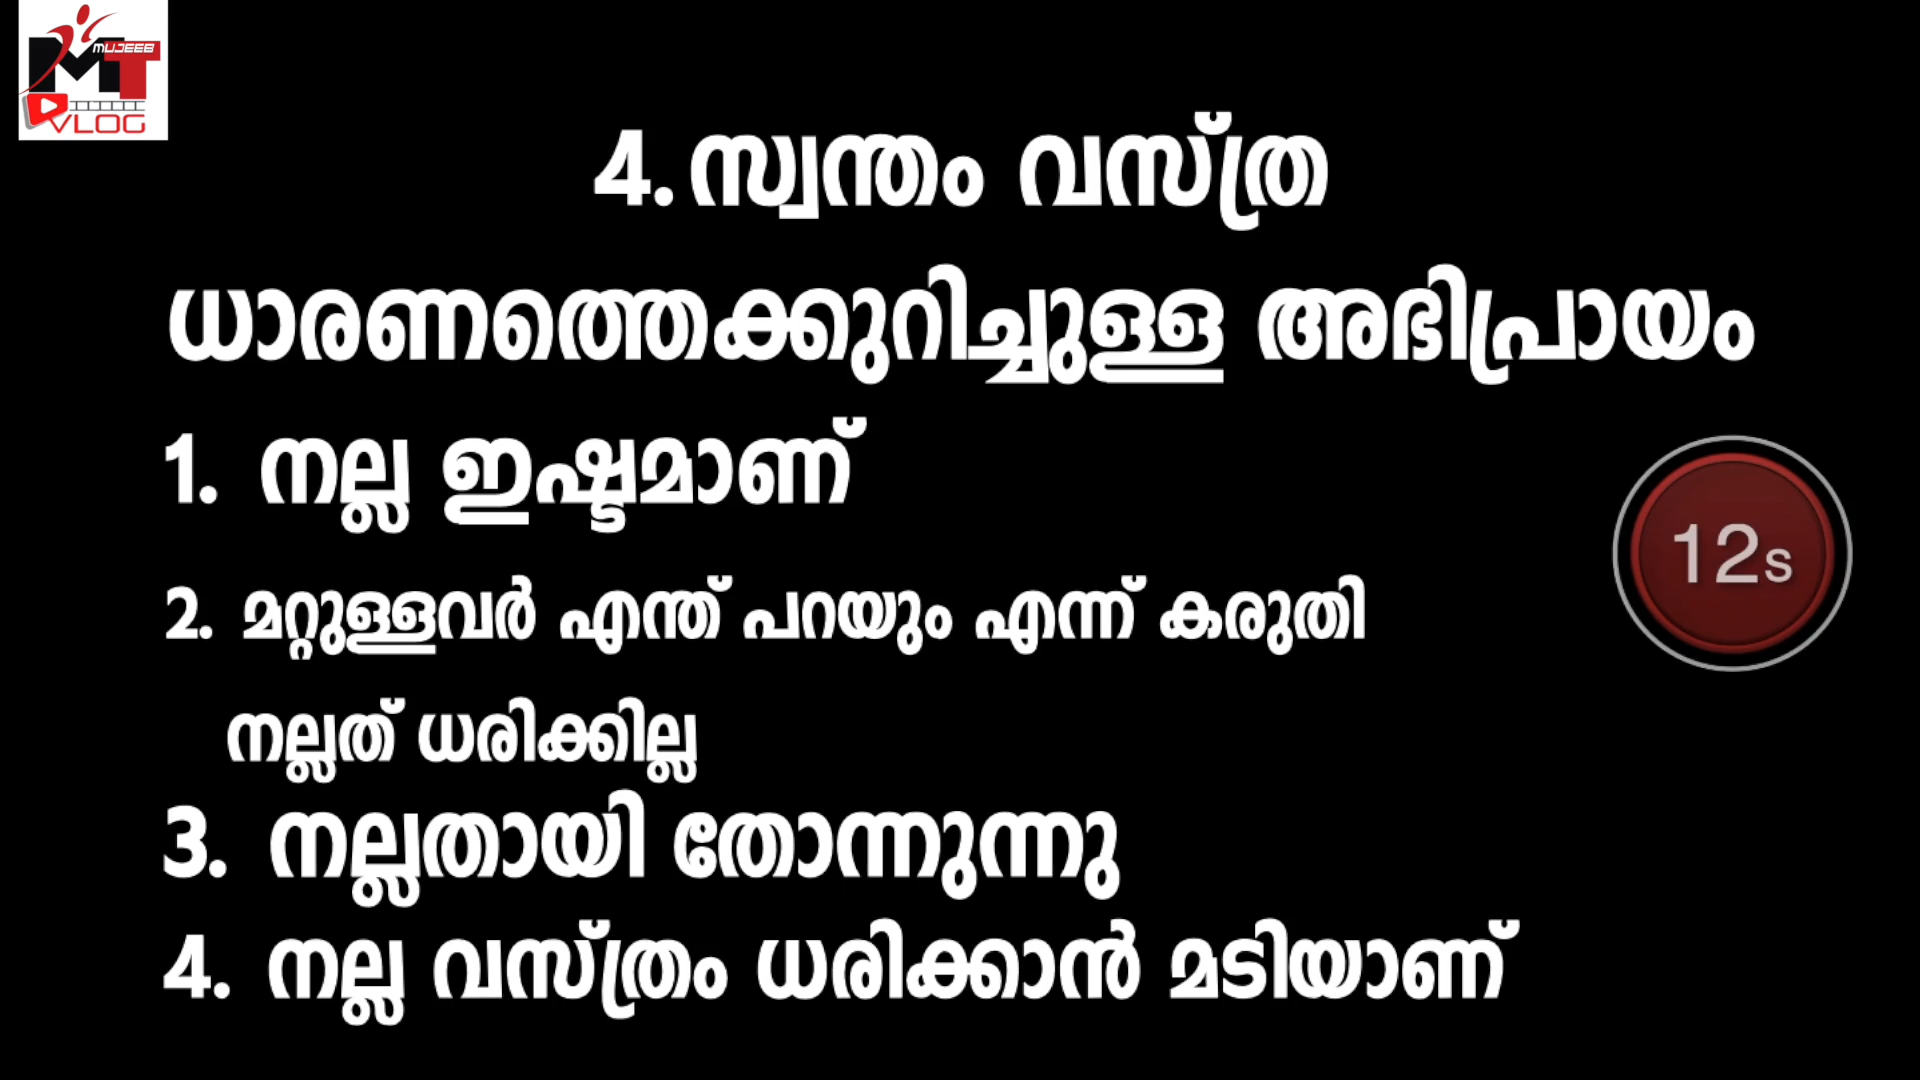 MUJEEB
MT
VLOG
4. സ്വന്തം വസ്ത്ര
ധാരണത്തെക്കുറിച്ചുള്ള അഭിപ്രായം
1. നല്ല ഇഷ്ടമാണ്
12s
2. മറ്റുള്ളവർ എന്ത് പറയും എന്ന് കരുതി
നല്ലത് ധരിക്കില്ല
3. നല്ലതായി തോന്നുന്നു
4. നല്ല വസ്ത്രം ധരിക്കാൻ മടിയാണ്